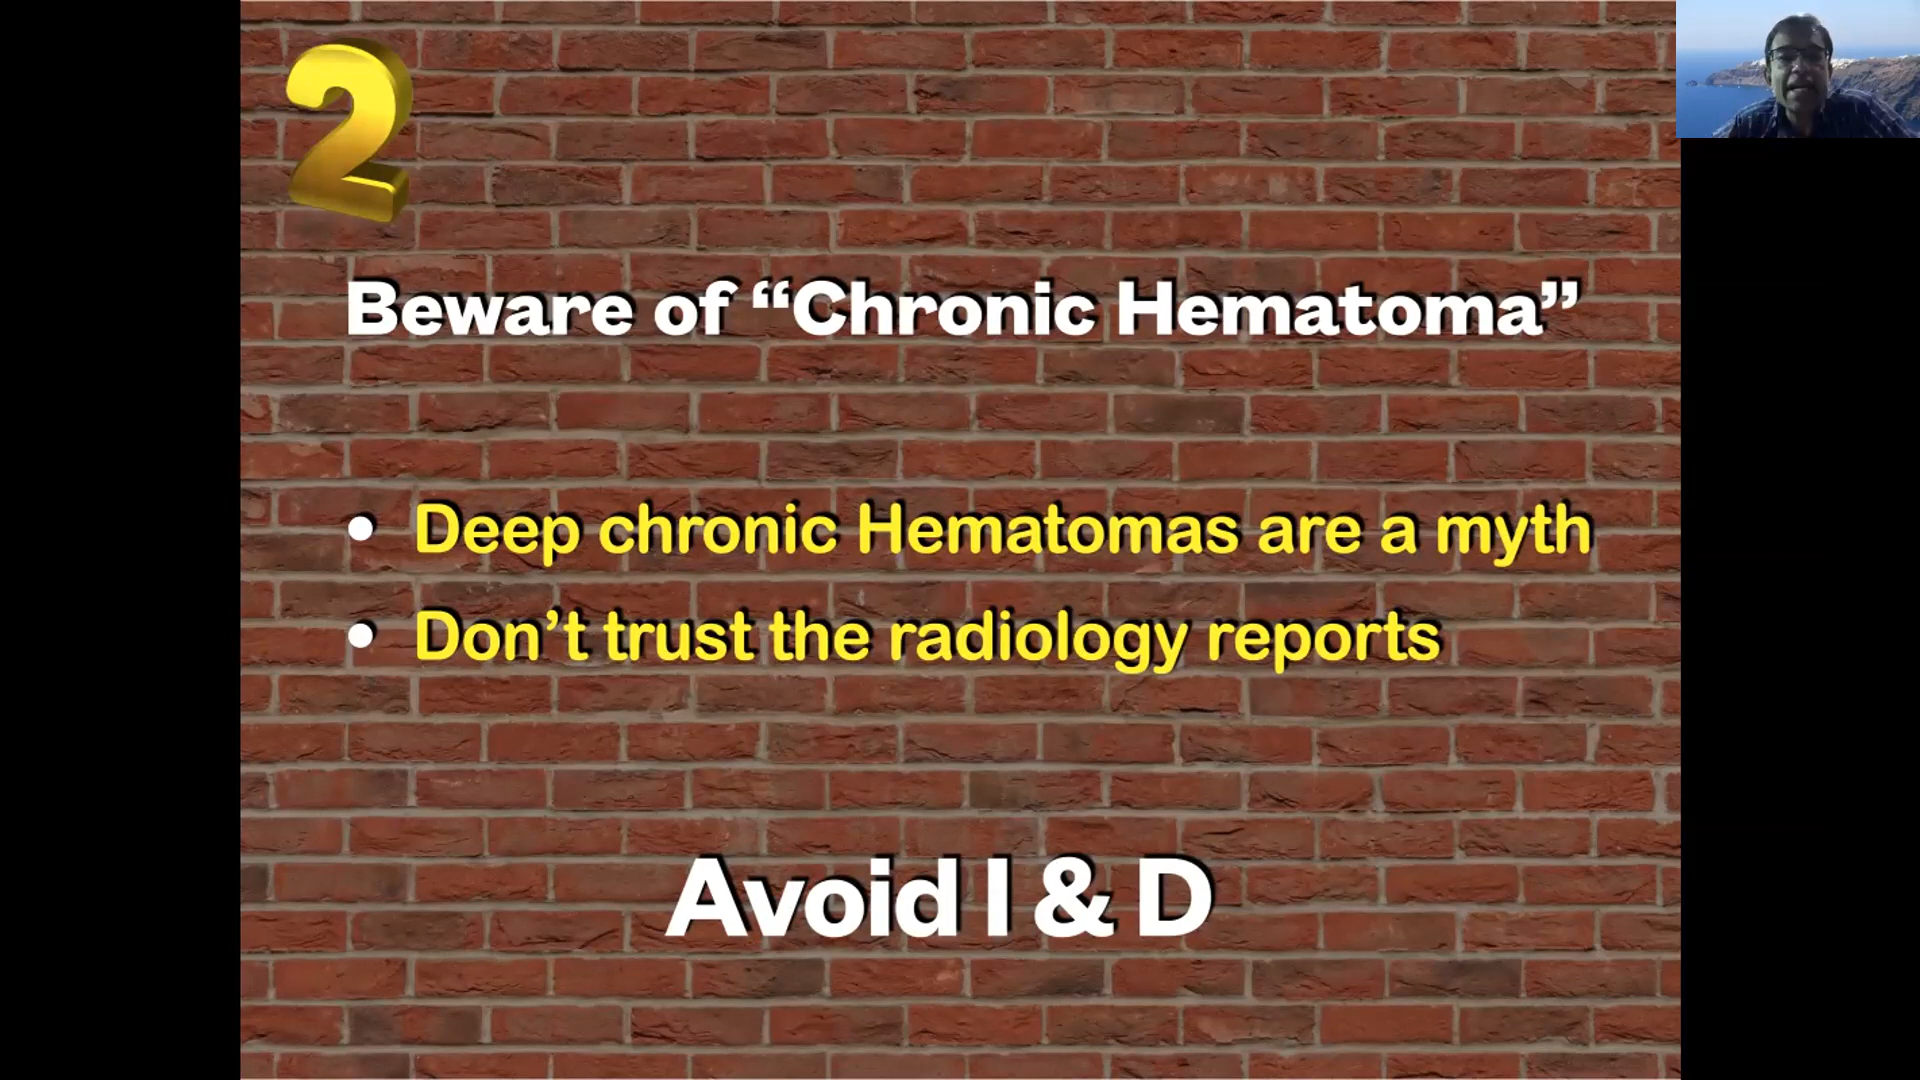 2
Beware of “Chronic Hematoma”
• Deep chronic Hematomas are a myth
• Don’t trust the radiology reports
Avoid I & D